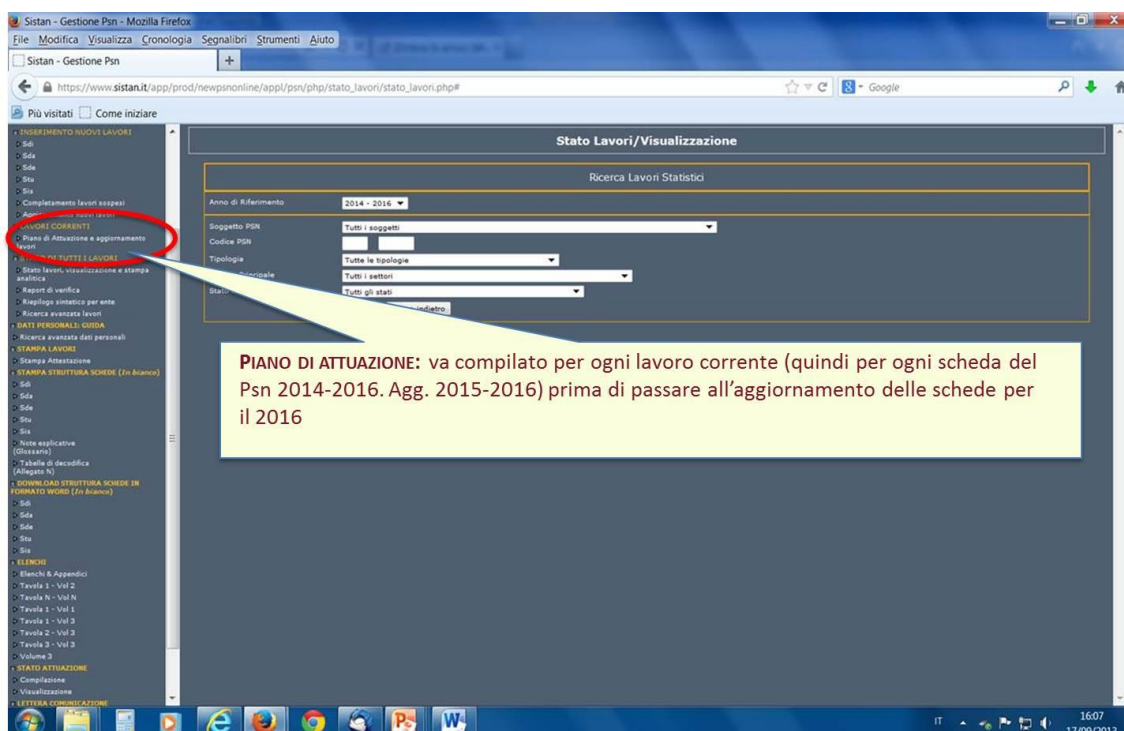 Sistan - Gestione Psn - Mozilla Firefox
File Modifica Visualizza Cronologia Segnalibri Strumenti Aiuto
Sistan - Gestione Psn +
https://www.sistan.it/app/prod/newpsnonline/appl/psn/php/stato_lavori/stato_lavori.php#
Google
Più visitati Come iniziare
INSERIMENTO NUOVI LAVORI
Sdi
Sda
Sde
Stu
Sis
Completamento lavori sospesi
LAVORI CORRENTI
Piano di Attuazione e aggiornamento
lavori
STATO DI TUTTI I LAVORI
Stato lavori, visualizzazione e stampa
analitica
Report di verifica
Riepilogo sintetico per ente
Ricerca avanzata lavori
DATI PERSONALI: GUIDA
Ricerca avanzata dati personali
STAMPA LAVORI
Stampa Attestazione
STAMPA STRUTTURA SCHEDE (In bianco)
Sdi
Sda
Sde
Stu
Sis
Note esplicative
(Glossario)
Tabelle di decodifica
(Allegato N)
DOWNLOAD STRUTTURA SCHEDE IN
FORMATO WORD (In bianco)
Sdi
Sda
Sde
Stu
Sis
ELENCHI
Elenchi & Appendici
Tavola 1 - Vol 2
Tavola N - Vol N
Tavola 1 - Vol 1
Tavola 1 - Vol 3
Tavola 2 - Vol 3
Tavola 3 - Vol 3
Volume 3
STATO ATTUAZIONE
Compilazione
Visualizzazione
LETTERA COMUNICAZIONE
Stato Lavori/Visualizzazione
Ricerca Lavori Statistici
Anno di Riferimento 2014 - 2016
Soggetto PSN Tutti i soggetti
Codice PSN
Tipologia Tutte le tipologie
Principale Tutti i settori
Stato Tutti gli stati
indietro
PIANO DI ATTUAZIONE: va compilato per ogni lavoro corrente (quindi per ogni scheda del
Psn 2014-2016. Agg. 2015-2016) prima di passare all'aggiornamento delle schede per
il 2016
IT
16:07
17/09/2013